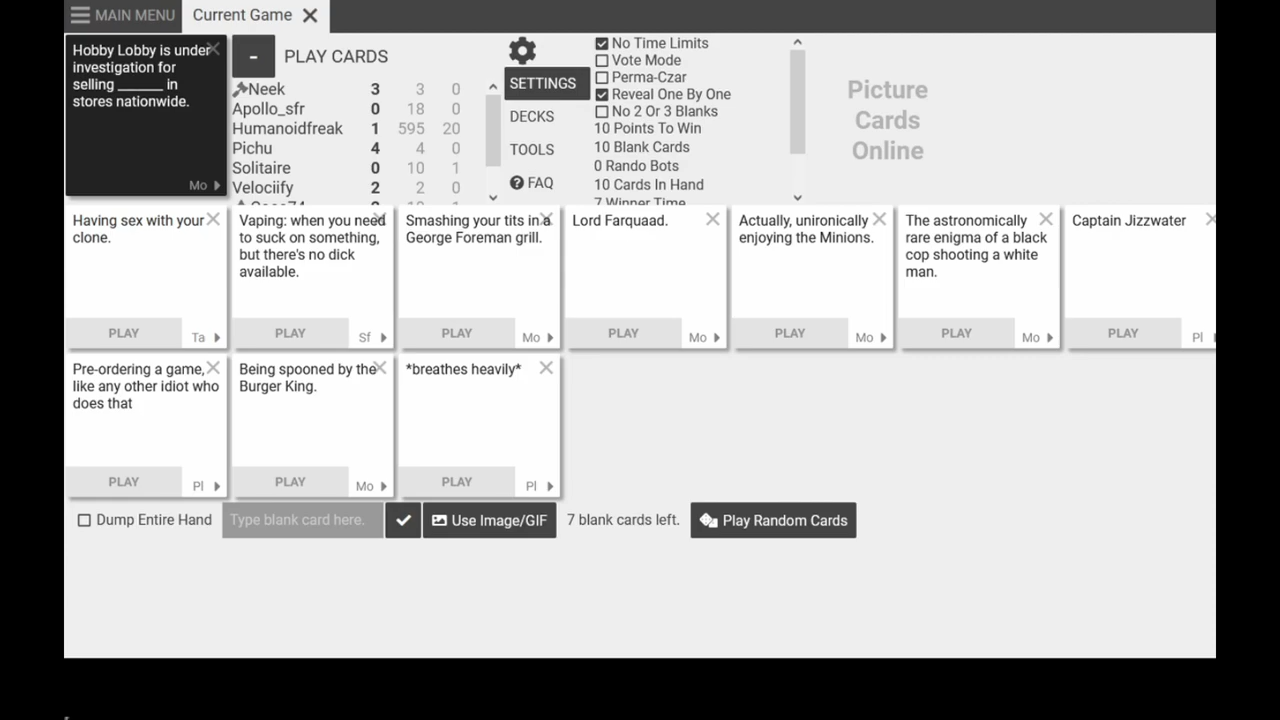 MAIN MENU
Current Game
Hobby Lobby is under
investigation for
selling _______ in
stores nationwide.
Mo
-
PLAY CARDS
Neek 3 3 0
Apollo_sfr 0 18 0
Humanoidfreak 1 595 20
Pichu 4 4 0
Solitaire 0 10 1
Velociify 2 2 0
SETTINGS
DECKS
TOOLS
FAQ
No Time Limits
Vote Mode
Perma-Czar
Reveal One By One
No 2 Or 3 Blanks
10 Points To Win
10 Blank Cards
0 Rando Bots
10 Cards In Hand
7 Winner Time
Picture
Cards
Online
Having sex with your
clone.
PLAY
Ta
Vaping: when you need
to suck on something,
but there's no dick
available.
PLAY
Sf
Smashing your tits in a
George Foreman grill.
PLAY
Mo
Lord Farquaad.
PLAY
Mo
Actually, unironically
enjoying the Minions.
PLAY
Mo
The astronomically
rare enigma of a black
cop shooting a white
man.
PLAY
Mo
Captain Jizzwater
PLAY
Pl
Pre-ordering a game,
like any other idiot who
does that
PLAY
Pl
Being spooned by the
Burger King.
PLAY
Mo
*breathes heavily*
PLAY
Pl
Dump Entire Hand
Type blank card here.
Use Image/GIF
7 blank cards left.
Play Random Cards